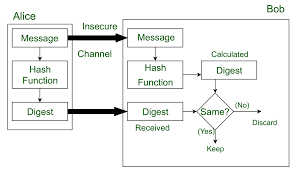 Alice
Bob
Insecure
Channel
Message
Hash
Function
Digest
Message
Hash
Function
Calculated
Digest
Digest
Received
Same?
(No)
Discard
(Yes)
Keep